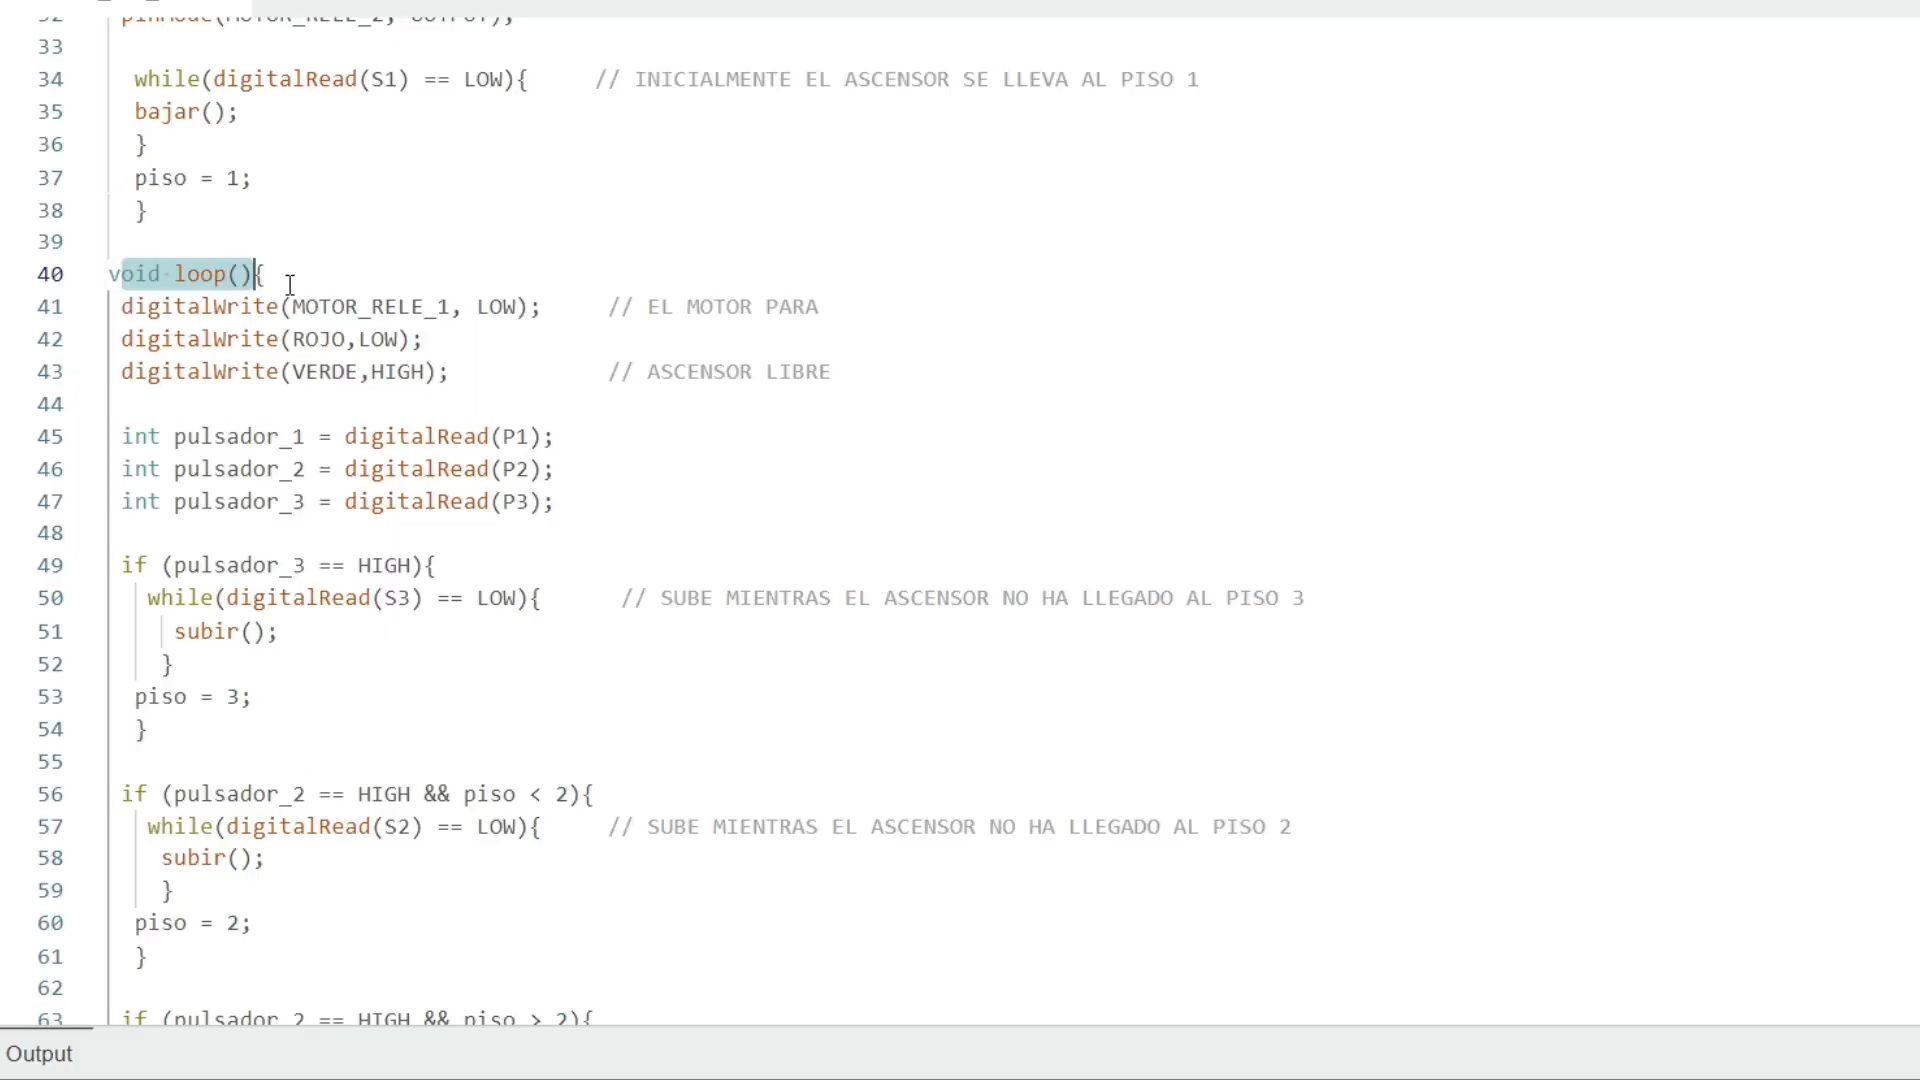 32 pinMode(MOTOR_RELE_2, OUTPUT);
33
34 while(digitalRead(S1) == LOW){ // INICIALMENTE EL ASCENSOR SE LLEVA AL PISO 1
35 bajar();
36 }
37 piso = 1;
38 }
39
40 void loop(){
41 digitalWrite(MOTOR_RELE_1, LOW); // EL MOTOR PARA
42 digitalWrite(ROJO,LOW);
43 digitalWrite(VERDE,HIGH); // ASCENSOR LIBRE
44
45 int pulsador_1 = digitalRead(P1);
46 int pulsador_2 = digitalRead(P2);
47 int pulsador_3 = digitalRead(P3);
48
49 if (pulsador_3 == HIGH){
50 while(digitalRead(S3) == LOW){ // SUBE MIENTRAS EL ASCENSOR NO HA LLEGADO AL PISO 3
51 subir();
52 }
53 piso = 3;
54 }
55
56 if (pulsador_2 == HIGH && piso < 2){
57 while(digitalRead(S2) == LOW){ // SUBE MIENTRAS EL ASCENSOR NO HA LLEGADO AL PISO 2
58 subir();
59 }
60 piso = 2;
61 }
62
63 if (pulsador_2 == HIGH && piso > 2){
Output